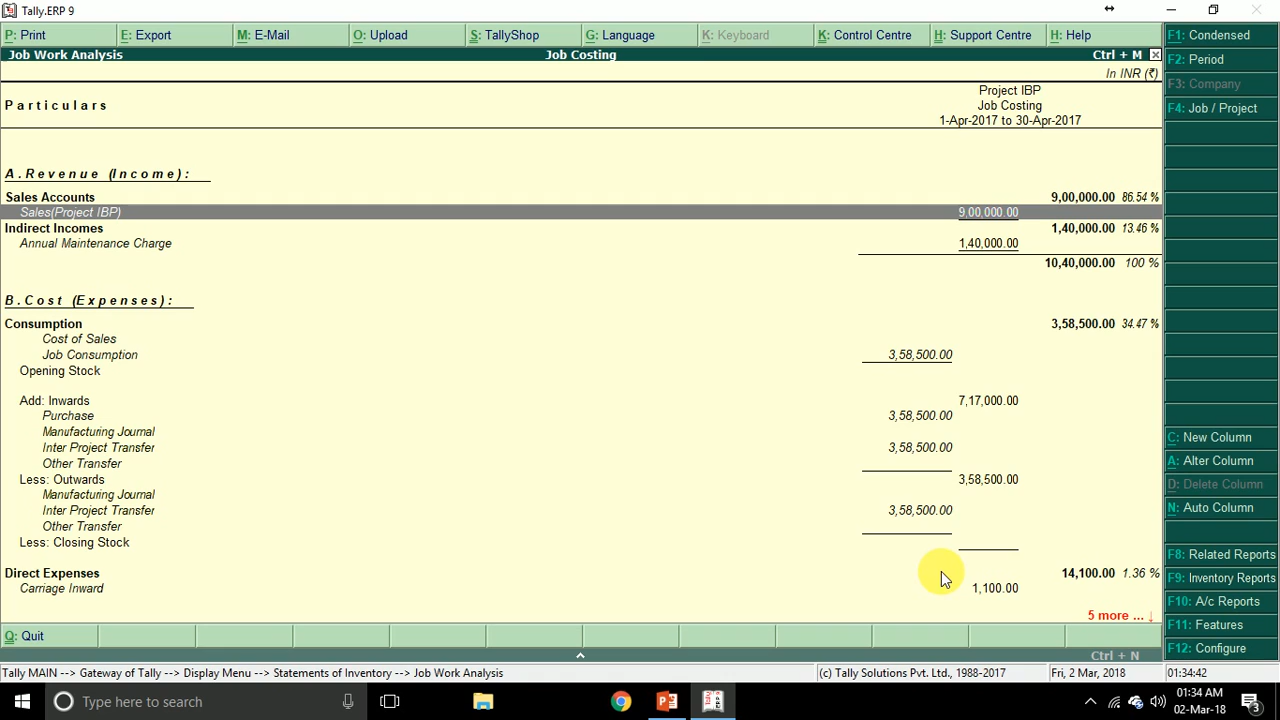 Tally.ERP 9
P: Print E: Export M: E-Mail O: Upload S: TallyShop G: Language K: Keyboard K: Control Centre H: Support Centre H: Help
Job Work Analysis Job Costing Ctrl + M
In INR (₹)
Particulars
Project IBP
Job Costing
1-Apr-2017 to 30-Apr-2017
A.Revenue (Income):
Sales Accounts 9,00,000.00 86.54 %
Sales(Project IBP) 9,00,000.00
Indirect Incomes 1,40,000.00 13.46 %
Annual Maintenance Charge 1,40,000.00
10,40,000.00 100 %
B.Cost (Expenses):
Consumption 3,58,500.00 34.47 %
Cost of Sales
Job Consumption 3,58,500.00
Opening Stock
Add: Inwards 7,17,000.00
Purchase 3,58,500.00
Manufacturing Journal
Inter Project Transfer 3,58,500.00
Other Transfer
Less: Outwards 3,58,500.00
Manufacturing Journal
Inter Project Transfer 3,58,500.00
Other Transfer
Less: Closing Stock
Direct Expenses 14,100.00 1.36 %
Carriage Inward 1,100.00
5 more ... ↓
F1: Condensed
F2: Period
F3: Company
F4: Job / Project
C: New Column
A: Alter Column
D: Delete Column
N: Auto Column
F8: Related Reports
F9: Inventory Reports
F10: A/c Reports
F11: Features
F12: Configure
Q: Quit
Ctrl + N
Tally MAIN --> Gateway of Tally --> Display Menu --> Statements of Inventory --> Job Work Analysis (c) Tally Solutions Pvt. Ltd., 1988-2017 Fri, 2 Mar, 2018 01:34:42
Type here to search
01:34 AM
02-Mar-18
3